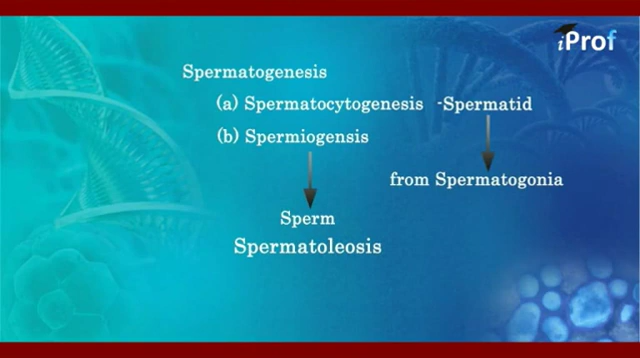 iProf
Spermatogenesis
(a) Spermatocytogenesis -Spermatid
(b) Spermiogensis
from Spermatogonia
Sperm
Spermatoleosis